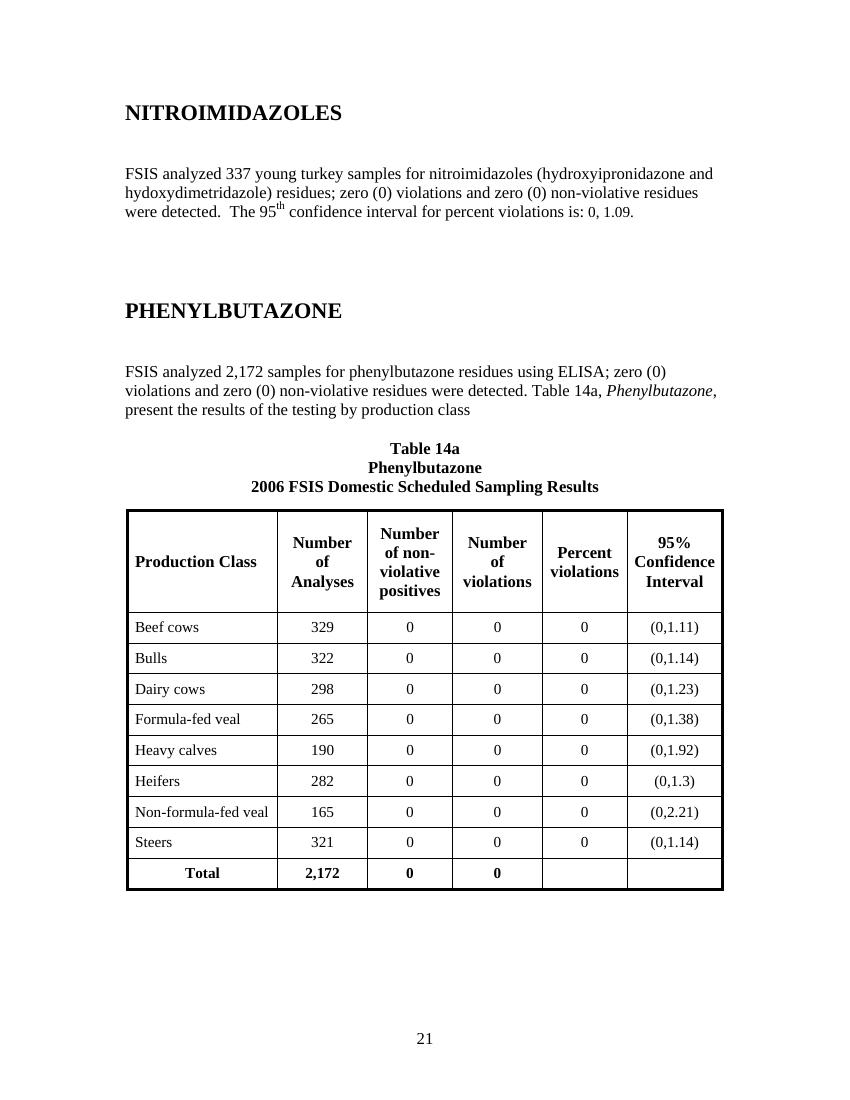 NITROIMIDAZOLES
FSIS analyzed 337 young turkey samples for nitroimidazoles (hydroxyipronidazone and
hydoxydimetridazole) residues; zero (0) violations and zero (0) non-violative residues
were detected.  The 95th confidence interval for percent violations is: 0, 1.09.
PHENYLBUTAZONE
FSIS analyzed 2,172 samples for phenylbutazone residues using ELISA; zero (0)
violations and zero (0) non-violative residues were detected. Table 14a, Phenylbutazone,
present the results of the testing by production class
Table 14a
Phenylbutazone
2006 FSIS Domestic Scheduled Sampling Results
Production Class | Number of Analyses | Number of non-violative positives | Number of violations | Percent violations | 95% Confidence Interval
Beef cows | 329 | 0 | 0 | 0 | (0,1.11)
Bulls | 322 | 0 | 0 | 0 | (0,1.14)
Dairy cows | 298 | 0 | 0 | 0 | (0,1.23)
Formula-fed veal | 265 | 0 | 0 | 0 | (0,1.38)
Heavy calves | 190 | 0 | 0 | 0 | (0,1.92)
Heifers | 282 | 0 | 0 | 0 | (0,1.3)
Non-formula-fed veal | 165 | 0 | 0 | 0 | (0,2.21)
Steers | 321 | 0 | 0 | 0 | (0,1.14)
Total | 2,172 | 0 | 0
21